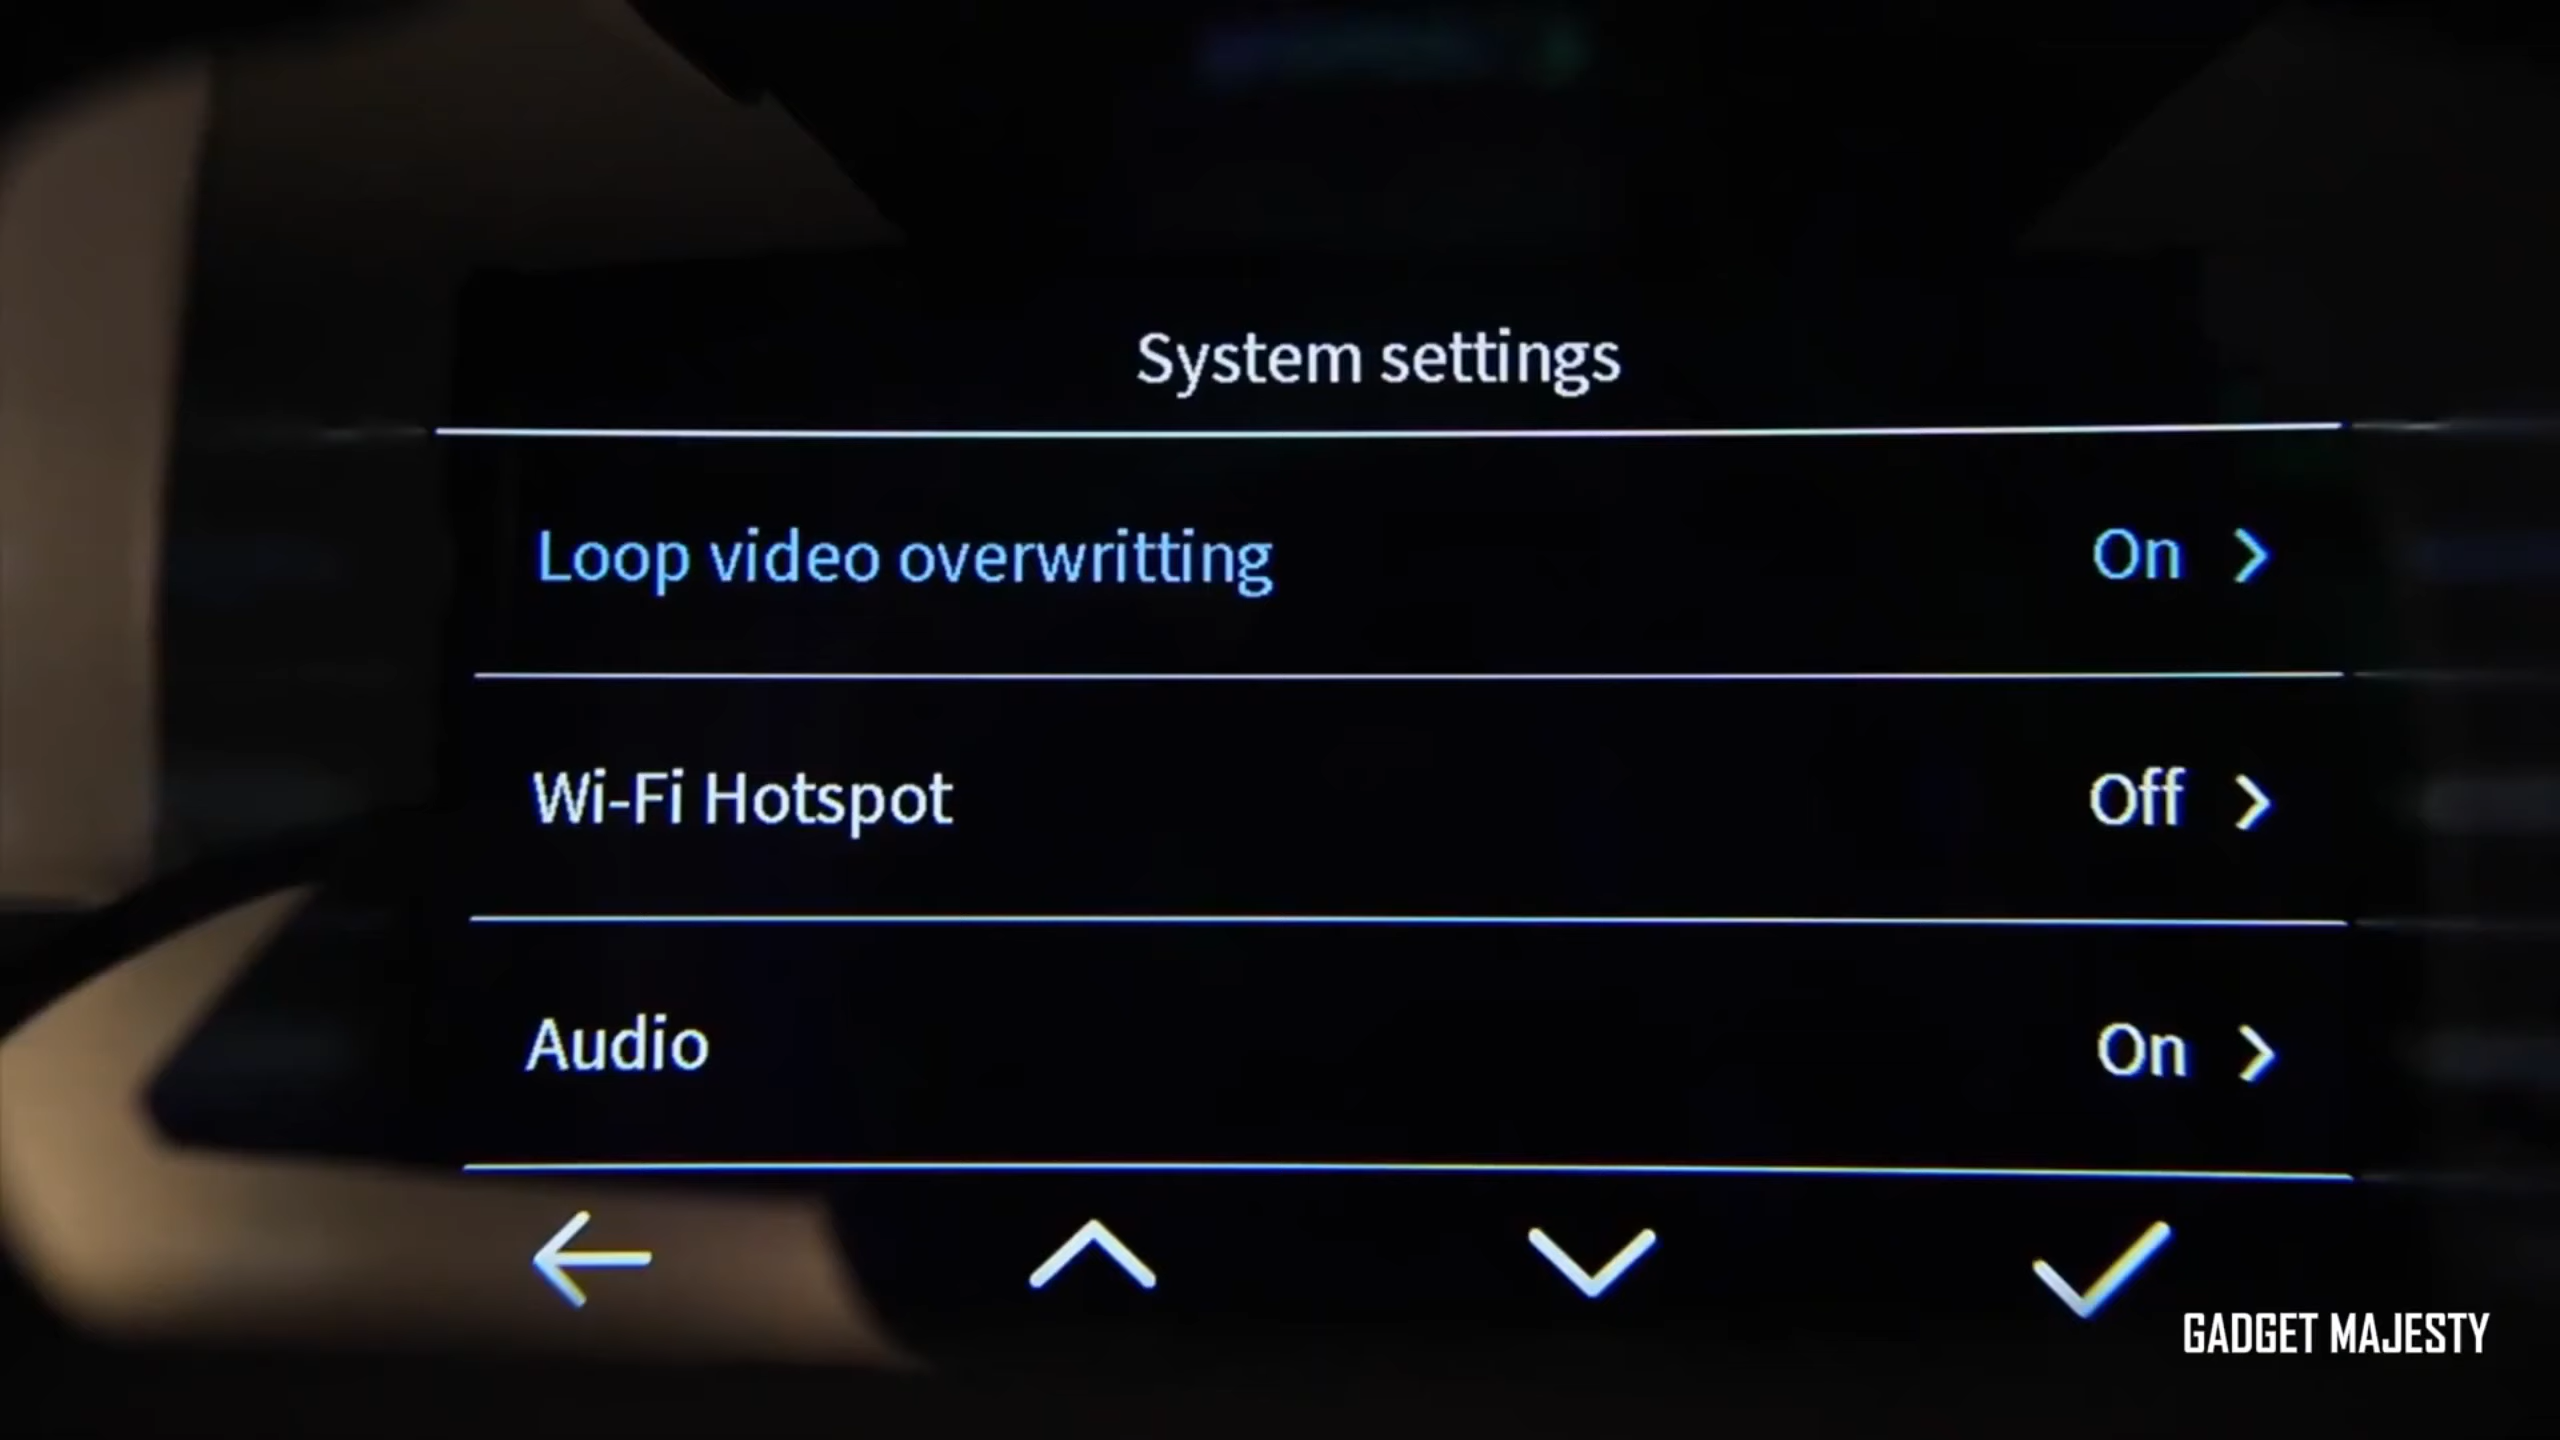 System settings
Loop video overwritting On
Wi-Fi Hotspot Off
Audio On
GADGET MAJESTY